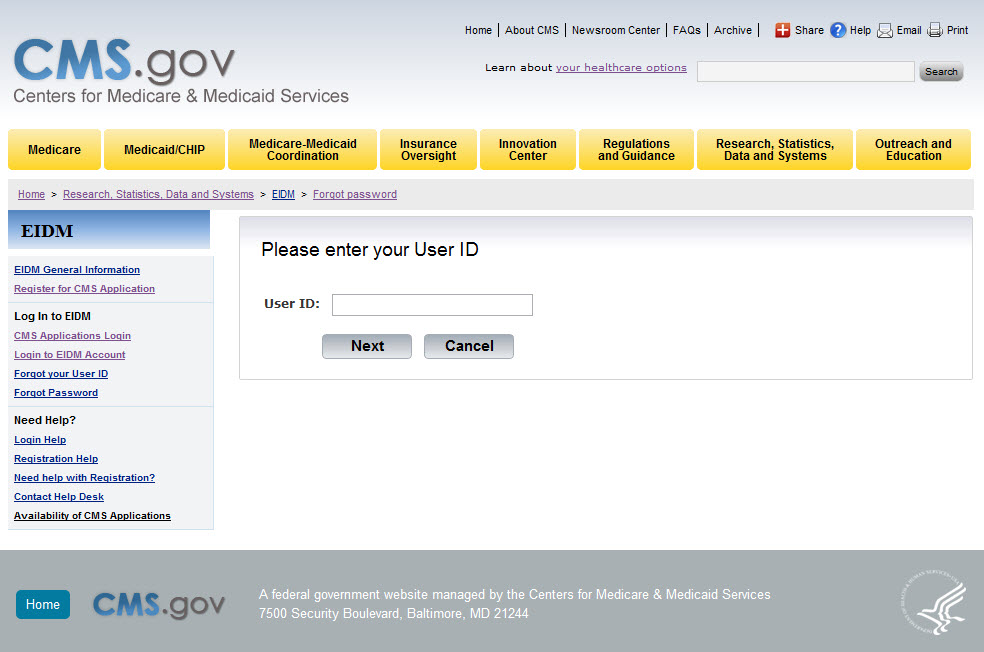 Home | About CMS | Newsroom Center | FAQs | Archive | Share Help Email Print
CMS.gov
Centers for Medicare & Medicaid Services
Learn about your healthcare options
Search
Medicare
Medicaid/CHIP
Medicare-Medicaid
Coordination
Insurance
Oversight
Innovation
Center
Regulations
and Guidance
Research, Statistics,
Data and Systems
Outreach and
Education
Home > Research, Statistics, Data and Systems > EIDM > Forgot password
EIDM
EIDM General Information
Register for CMS Application
Log In to EIDM
CMS Applications Login
Login to EIDM Account
Forgot your User ID
Forgot Password
Need Help?
Login Help
Registration Help
Need help with Registration?
Contact Help Desk
Availability of CMS Applications
Please enter your User ID
User ID:
Next Cancel
Home
CMS.gov
A federal government website managed by the Centers for Medicare & Medicaid Services
7500 Security Boulevard, Baltimore, MD 21244